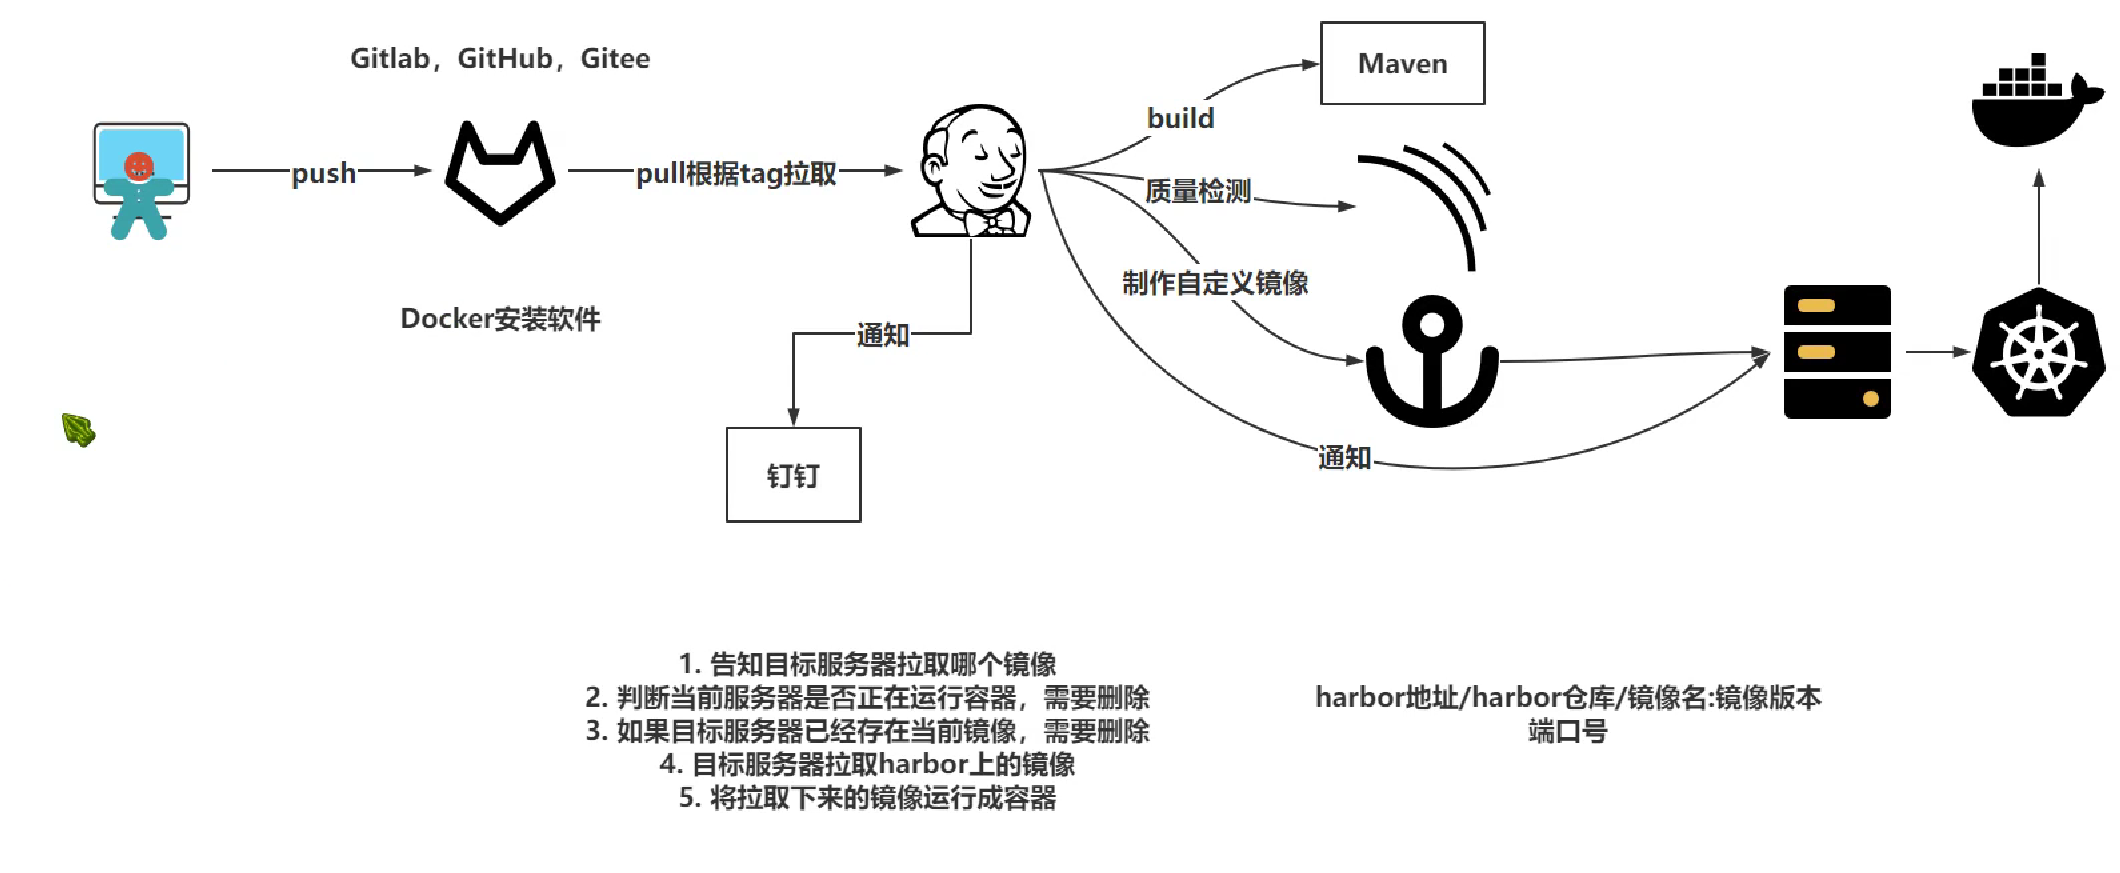 Gitlab，GitHub，Gitee
Maven
build
push
pull根据tag拉取
质量检测
制作自定义镜像
Docker安装软件
通知
通知
钉钉
1. 告知目标服务器拉取哪个镜像
2. 判断当前服务器是否正在运行容器，需要删除
3. 如果目标服务器已经存在当前镜像，需要删除
4. 目标服务器拉取harbor上的镜像
5. 将拉取下来的镜像运行成容器
harbor地址/harbor仓库/镜像名:镜像版本
端口号